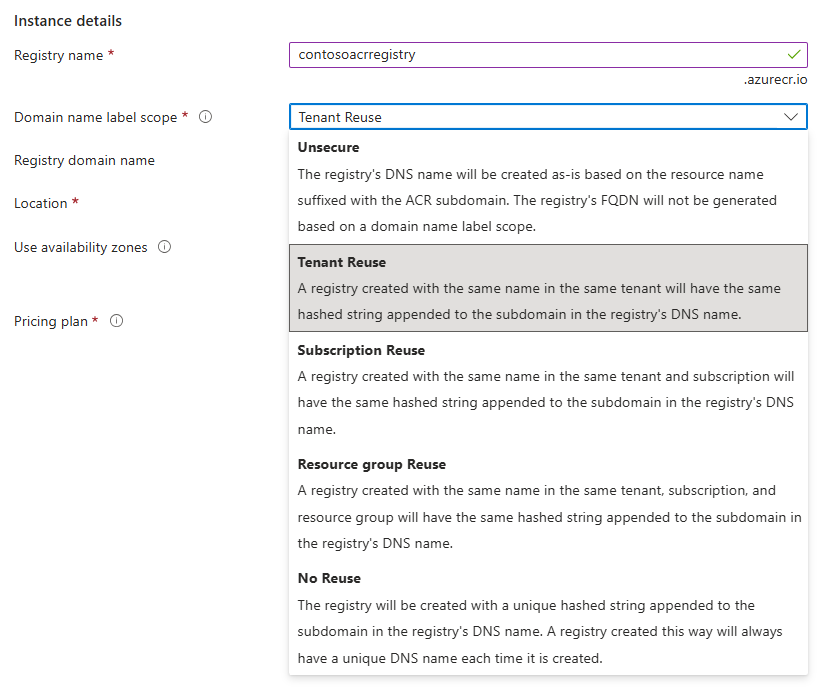 Instance details
Registry name *
contosoacrregistry
.azurecr.io
Domain name label scope *
Tenant Reuse
Registry domain name
Location *
Use availability zones
Pricing plan *
Unsecure
The registry's DNS name will be created as-is based on the resource name
suffixed with the ACR subdomain. The registry's FQDN will not be generated
based on a domain name label scope.
Tenant Reuse
A registry created with the same name in the same tenant will have the same
hashed string appended to the subdomain in the registry's DNS name.
Subscription Reuse
A registry created with the same name in the same tenant and subscription will
have the same hashed string appended to the subdomain in the registry's DNS
name.
Resource group Reuse
A registry created with the same name in the same tenant, subscription, and
resource group will have the same hashed string appended to the subdomain in
the registry's DNS name.
No Reuse
The registry will be created with a unique hashed string appended to the
subdomain in the registry's DNS name. A registry created this way will always
have a unique DNS name each time it is created.